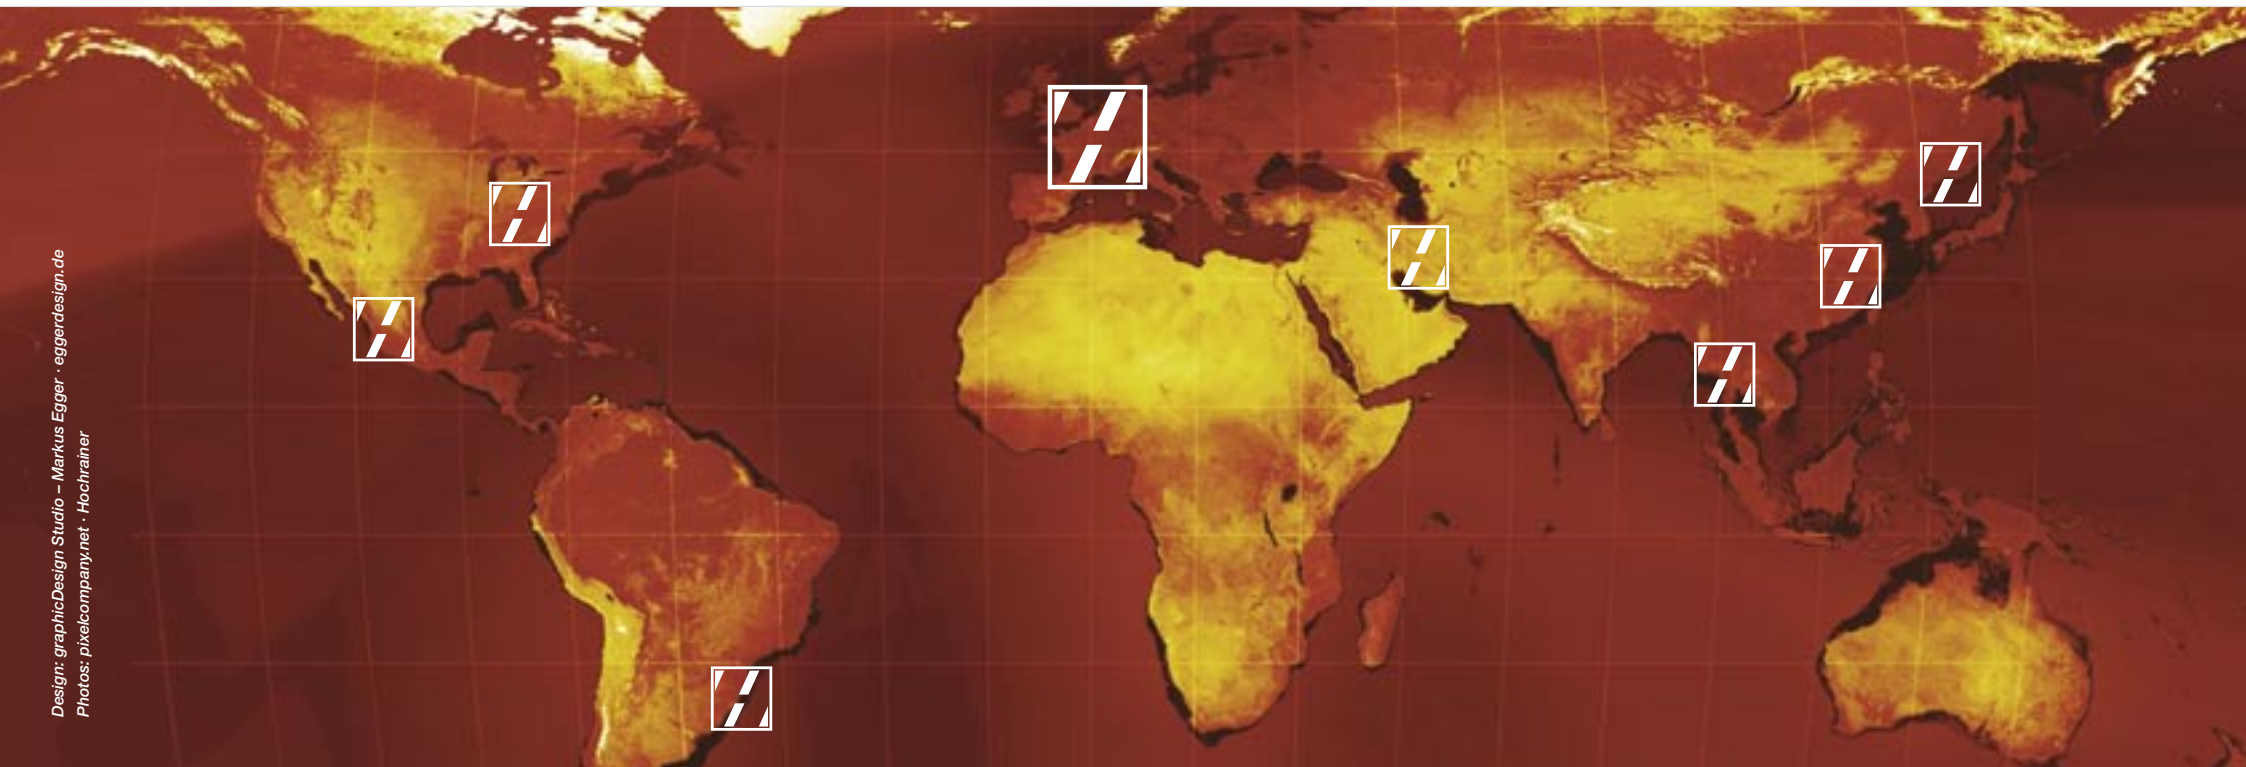 Design: graphicDesign Studio – Markus Egger · eggerdesign.de
Photos: pixelcompany.net · Hochrainer